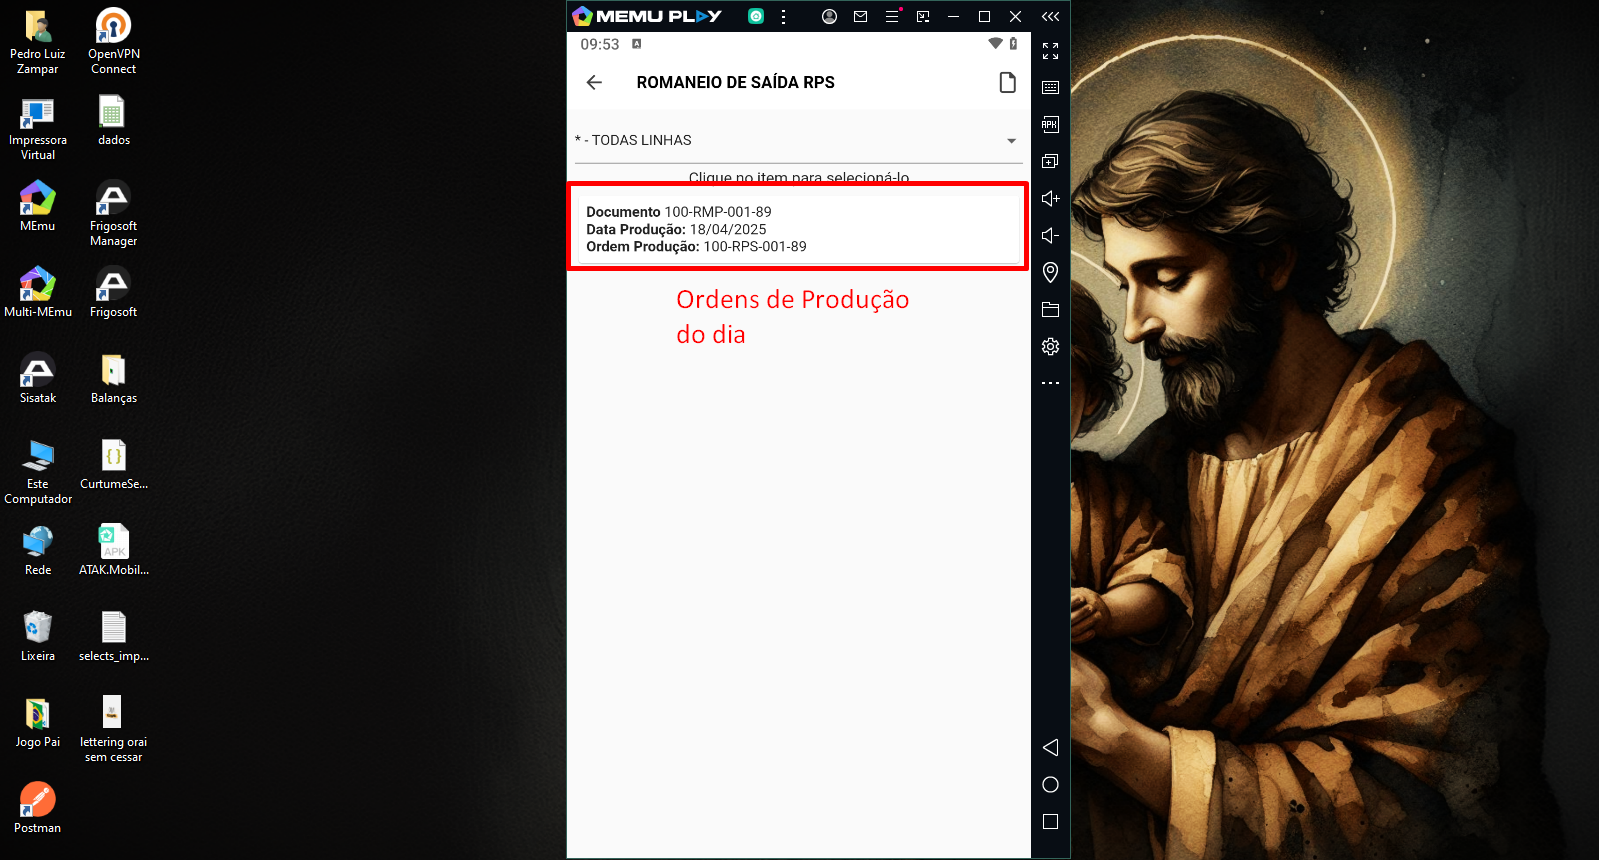 Pedro Luiz
Zampar
OpenVPN
Connect
Impressora
Virtual
dados
MEmu
Frigosoft
Manager
Multi-MEmu
Frigosoft
Sisatak
Balanças
Este
Computador
CurtumeSe...
Rede
APK
ATAK.Mobil...
Lixeira
selects_imp...
Jogo Pai
lettering orai
sem cessar
Postman
MEMU PLAY
09:53
ROMANEIO DE SAÍDA RPS
* - TODAS LINHAS
Clique no item para selecioná-lo
Documento 100-RMP-001-89
Data Produção: 18/04/2025
Ordem Produção: 100-RPS-001-89
Ordens de Produção
do dia
APK